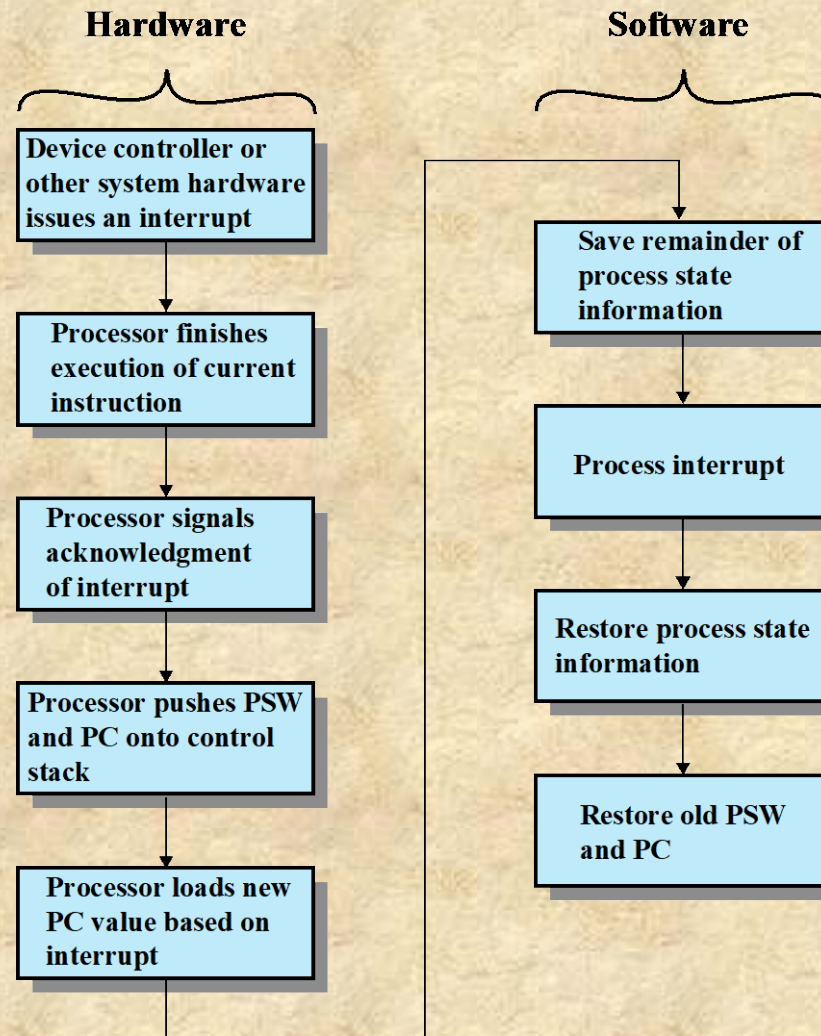 Hardware
Device controller or
other system hardware
issues an interrupt
Processor finishes
execution of current
instruction
Processor signals
acknowledgment
of interrupt
Processor pushes PSW
and PC onto control
stack
Processor loads new
PC value based on
interrupt
Software
Save remainder of
process state
information
Process interrupt
Restore process state
information
Restore old PSW
and PC